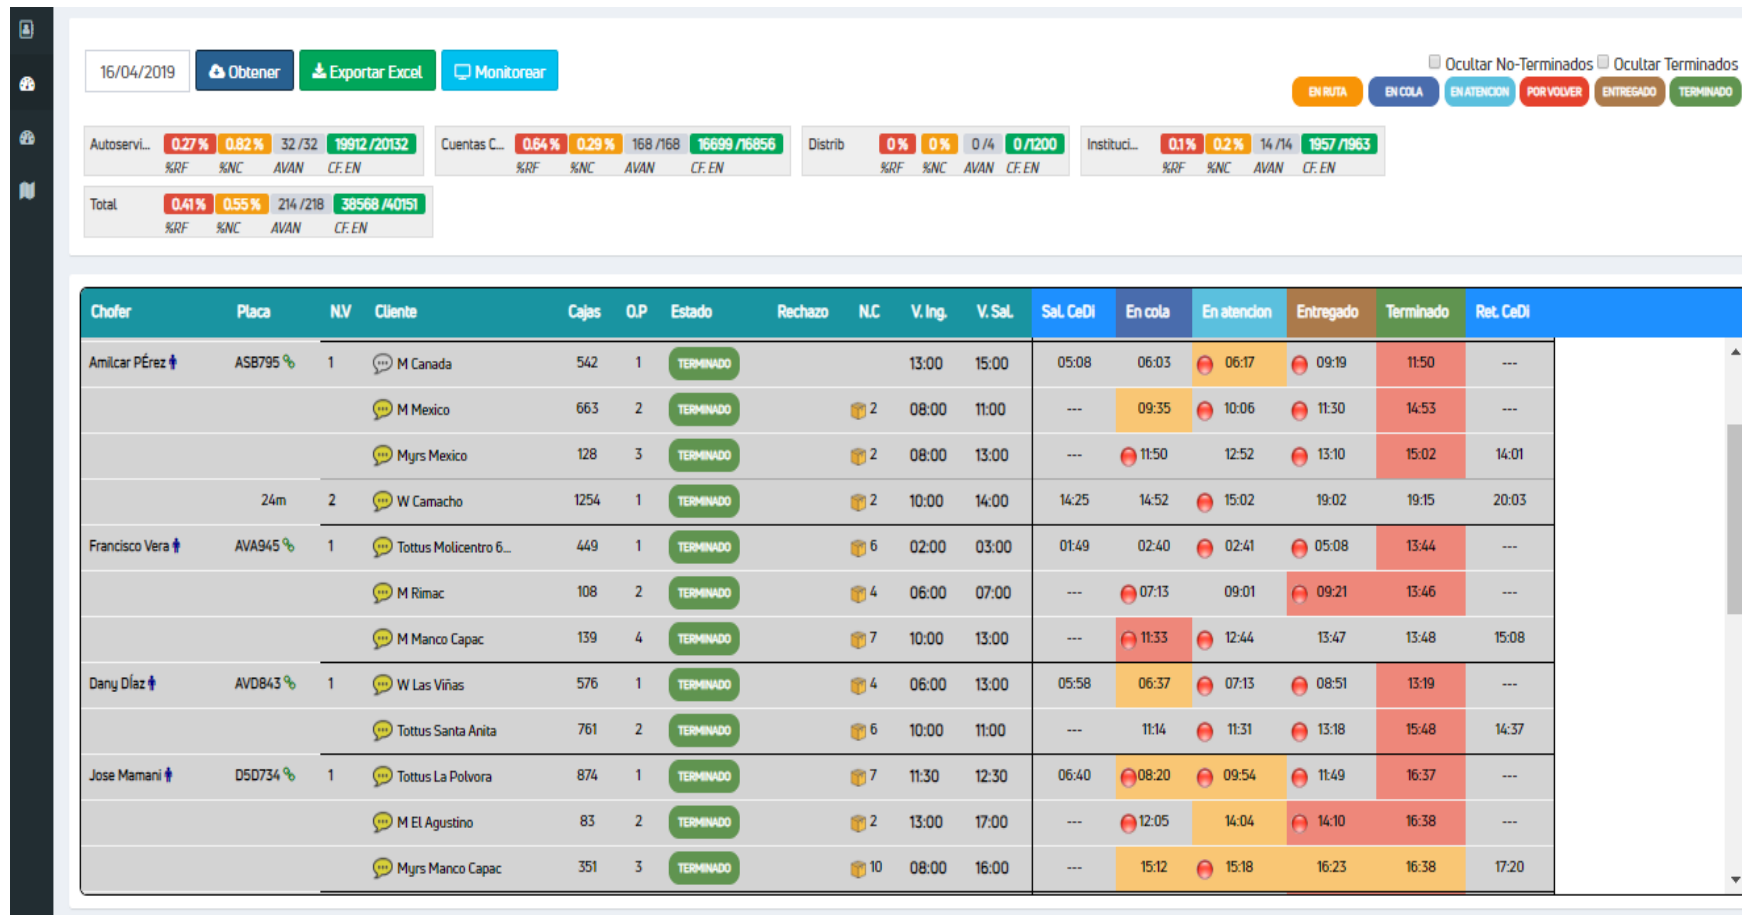 Ocultar No-Terminados Ocultar Terminados
16/04/2019 Obtener Exportar Excel Monitorear
EN RUTA EN COLA EN ATENCION POR VOLVER ENTREGADO TERMINADO
Autoservi... 0.27 % 0.82 % 32 /32 19912 /20132 Cuentas C... 0.64 % 0.29 % 168 /168 16699 /16856 Distrib 0 % 0 % 0 /4 0 /1200 Instituci... 0.1 % 0.2 % 14 /14 1957 /1963
%RF %NC AVAN CF. EN %RF %NC AVAN CF. EN %RF %NC AVAN CF. EN %RF %NC AVAN CF. EN
Total 0.41 % 0.55 % 214 /218 38568 /40151
%RF %NC AVAN CF. EN
Chofer Placa N.V Cliente Cajas O.P Estado Rechazo N.C V. Ing. V. Sal. Sal. CeDi En cola En atencion Entregado Terminado Ret. CeDi
Amilcar PÉrez ASB795 1 M Canada 542 1 TERMINADO 13:00 15:00 05:08 06:03 06:17 09:19 11:50 ---
M Mexico 663 2 TERMINADO 2 08:00 11:00 --- 09:35 10:06 11:30 14:53 ---
Myrs Mexico 128 3 TERMINADO 2 08:00 13:00 --- 11:50 12:52 13:10 15:02 14:01
24m 2 W Camacho 1254 1 TERMINADO 2 10:00 14:00 14:25 14:52 15:02 19:02 19:15 20:03
Francisco Vera AVA945 1 Tottus Molicentro 6... 449 1 TERMINADO 6 02:00 03:00 01:49 02:40 02:41 05:08 13:44 ---
M Rimac 108 2 TERMINADO 4 06:00 07:00 --- 07:13 09:01 09:21 13:46 ---
M Manco Capac 139 4 TERMINADO 7 10:00 13:00 --- 11:33 12:44 13:47 13:48 15:08
Dany DÍaz AVD843 1 W Las Viñas 576 1 TERMINADO 4 06:00 13:00 05:58 06:37 07:13 08:51 13:19 ---
Tottus Santa Anita 761 2 TERMINADO 6 10:00 11:00 --- 11:14 11:31 13:18 15:48 14:37
Jose Mamani D5D734 1 Tottus La Polvora 874 1 TERMINADO 7 11:30 12:30 06:40 08:20 09:54 11:49 16:37 ---
M El Agustino 83 2 TERMINADO 2 13:00 17:00 --- 12:05 14:04 14:10 16:38 ---
Myrs Manco Capac 351 3 TERMINADO 10 08:00 16:00 --- 15:12 15:18 16:23 16:38 17:20